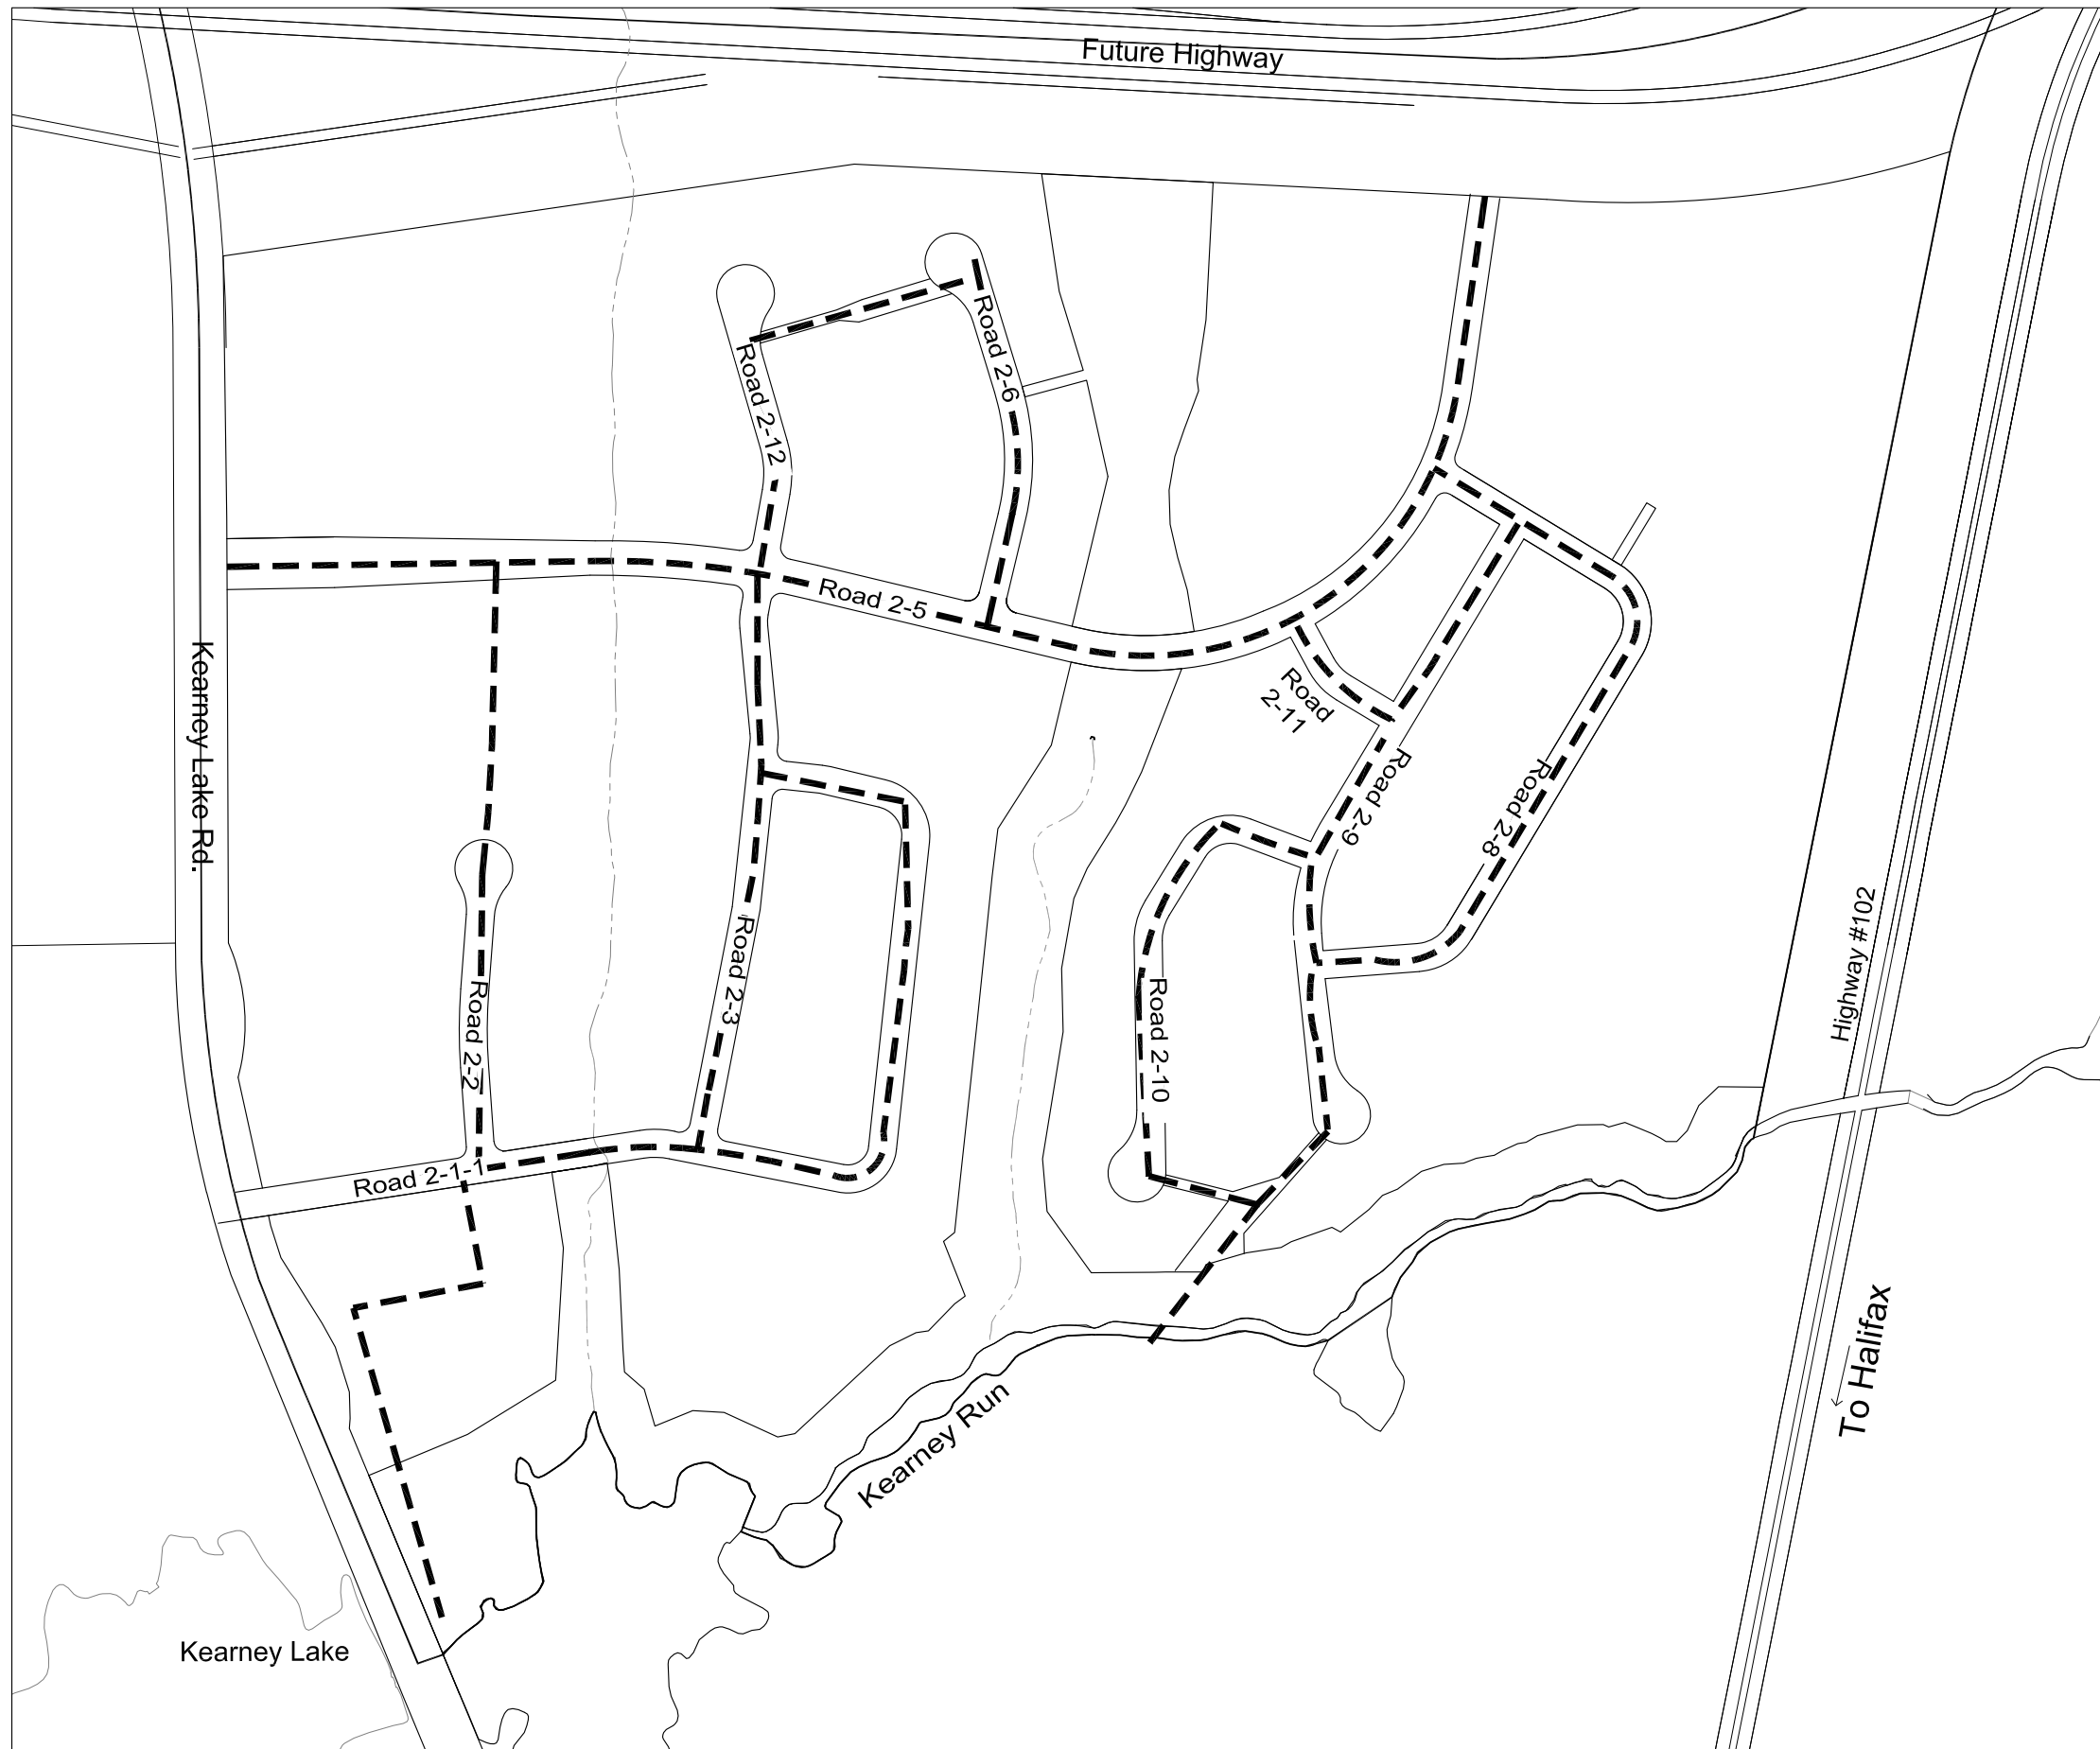 Future Highway
Road 2-6
Road 2-12
Road 2-5
Kearney Lake Rd.
Road
2-11
Road 2-9
Road 2-8
Road 2-3
Road 2-2
Road 2-10
Highway #102
Road 2-1-1
To Halifax
Kearney Run
Kearney Lake